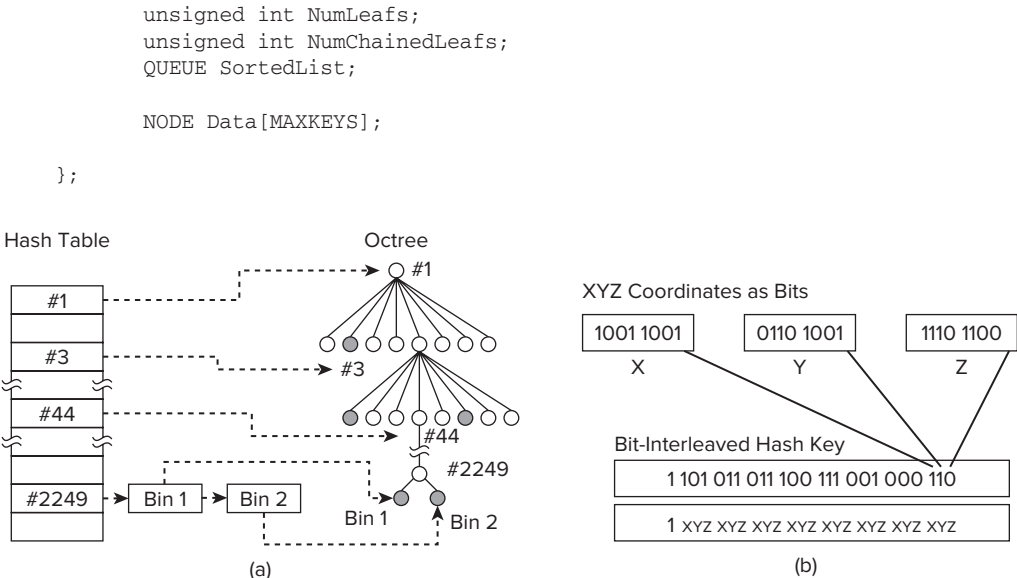 unsigned int NumLeafs;
unsigned int NumChainedLeafs;
QUEUE SortedList;
NODE Data[MAXKEYS];
};
Hash Table
#1
#3
#44
#2249
Bin 1
Bin 2
Octree
#1
#3
#44
#2249
Bin 1
Bin 2
(a)
XYZ Coordinates as Bits
1001 1001
0110 1001
1110 1100
X
Y
Z
Bit-Interleaved Hash Key
1 101 011 011 100 111 001 000 110
1 XYZ XYZ XYZ XYZ XYZ XYZ XYZ XYZ
(b)